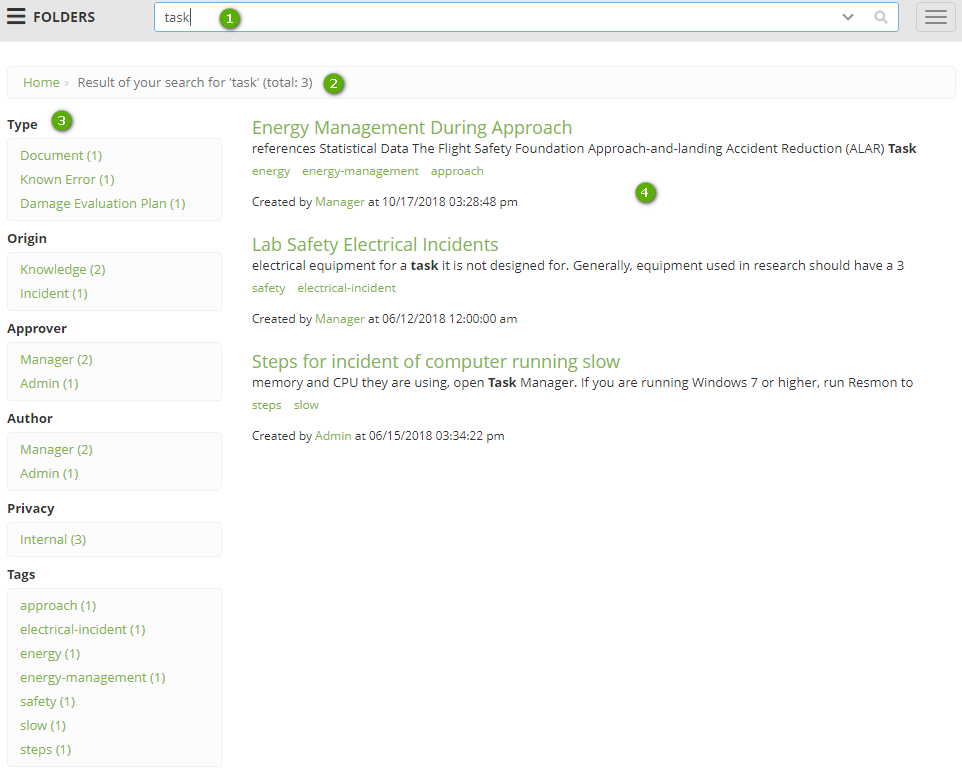 FOLDERS
task
1
Home › Result of your search for 'task' (total: 3)
2
Type
3
Document (1)
Known Error (1)
Damage Evaluation Plan (1)
Origin
Knowledge (2)
Incident (1)
Approver
Manager (2)
Admin (1)
Author
Manager (2)
Admin (1)
Privacy
Internal (3)
Tags
approach (1)
electrical-incident (1)
energy (1)
energy-management (1)
safety (1)
slow (1)
steps (1)
Energy Management During Approach
references Statistical Data The Flight Safety Foundation Approach-and-landing Accident Reduction (ALAR) Task
energy energy-management approach
4
Created by Manager at 10/17/2018 03:28:48 pm
Lab Safety Electrical Incidents
electrical equipment for a task it is not designed for. Generally, equipment used in research should have a 3
safety electrical-incident
Created by Manager at 06/12/2018 12:00:00 am
Steps for incident of computer running slow
memory and CPU they are using, open Task Manager. If you are running Windows 7 or higher, run Resmon to
steps slow
Created by Admin at 06/15/2018 03:34:22 pm